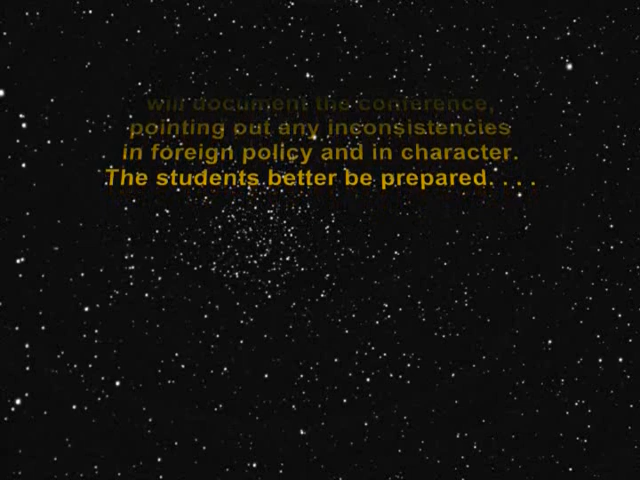 will document the conference,
pointing out any inconsistencies
in foreign policy and in character.
The students better be prepared. . . .